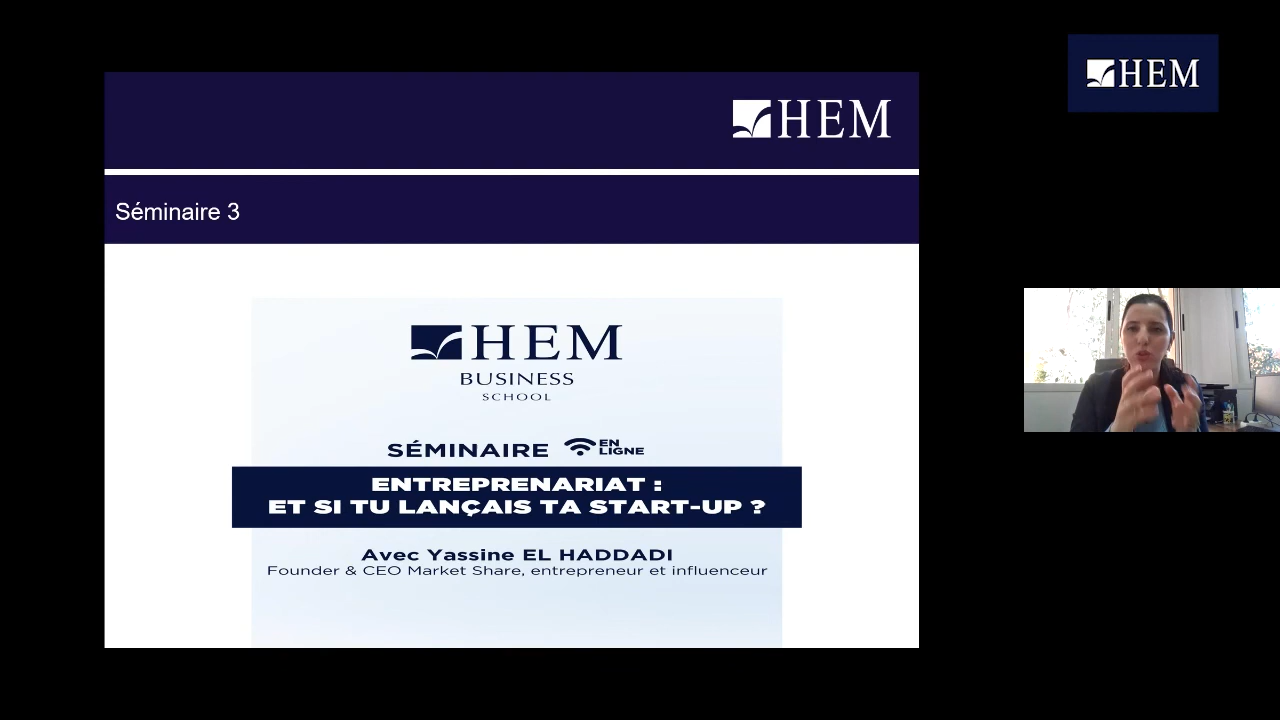 HEM
HEM
Séminaire 3
HEM
BUSINESS
SCHOOL
SÉMINAIRE EN LIGNE
ENTREPRENARIAT :
ET SI TU LANÇAIS TA START-UP ?
Avec Yassine EL HADDADI
Founder & CEO Market Share, entrepreneur et influenceur